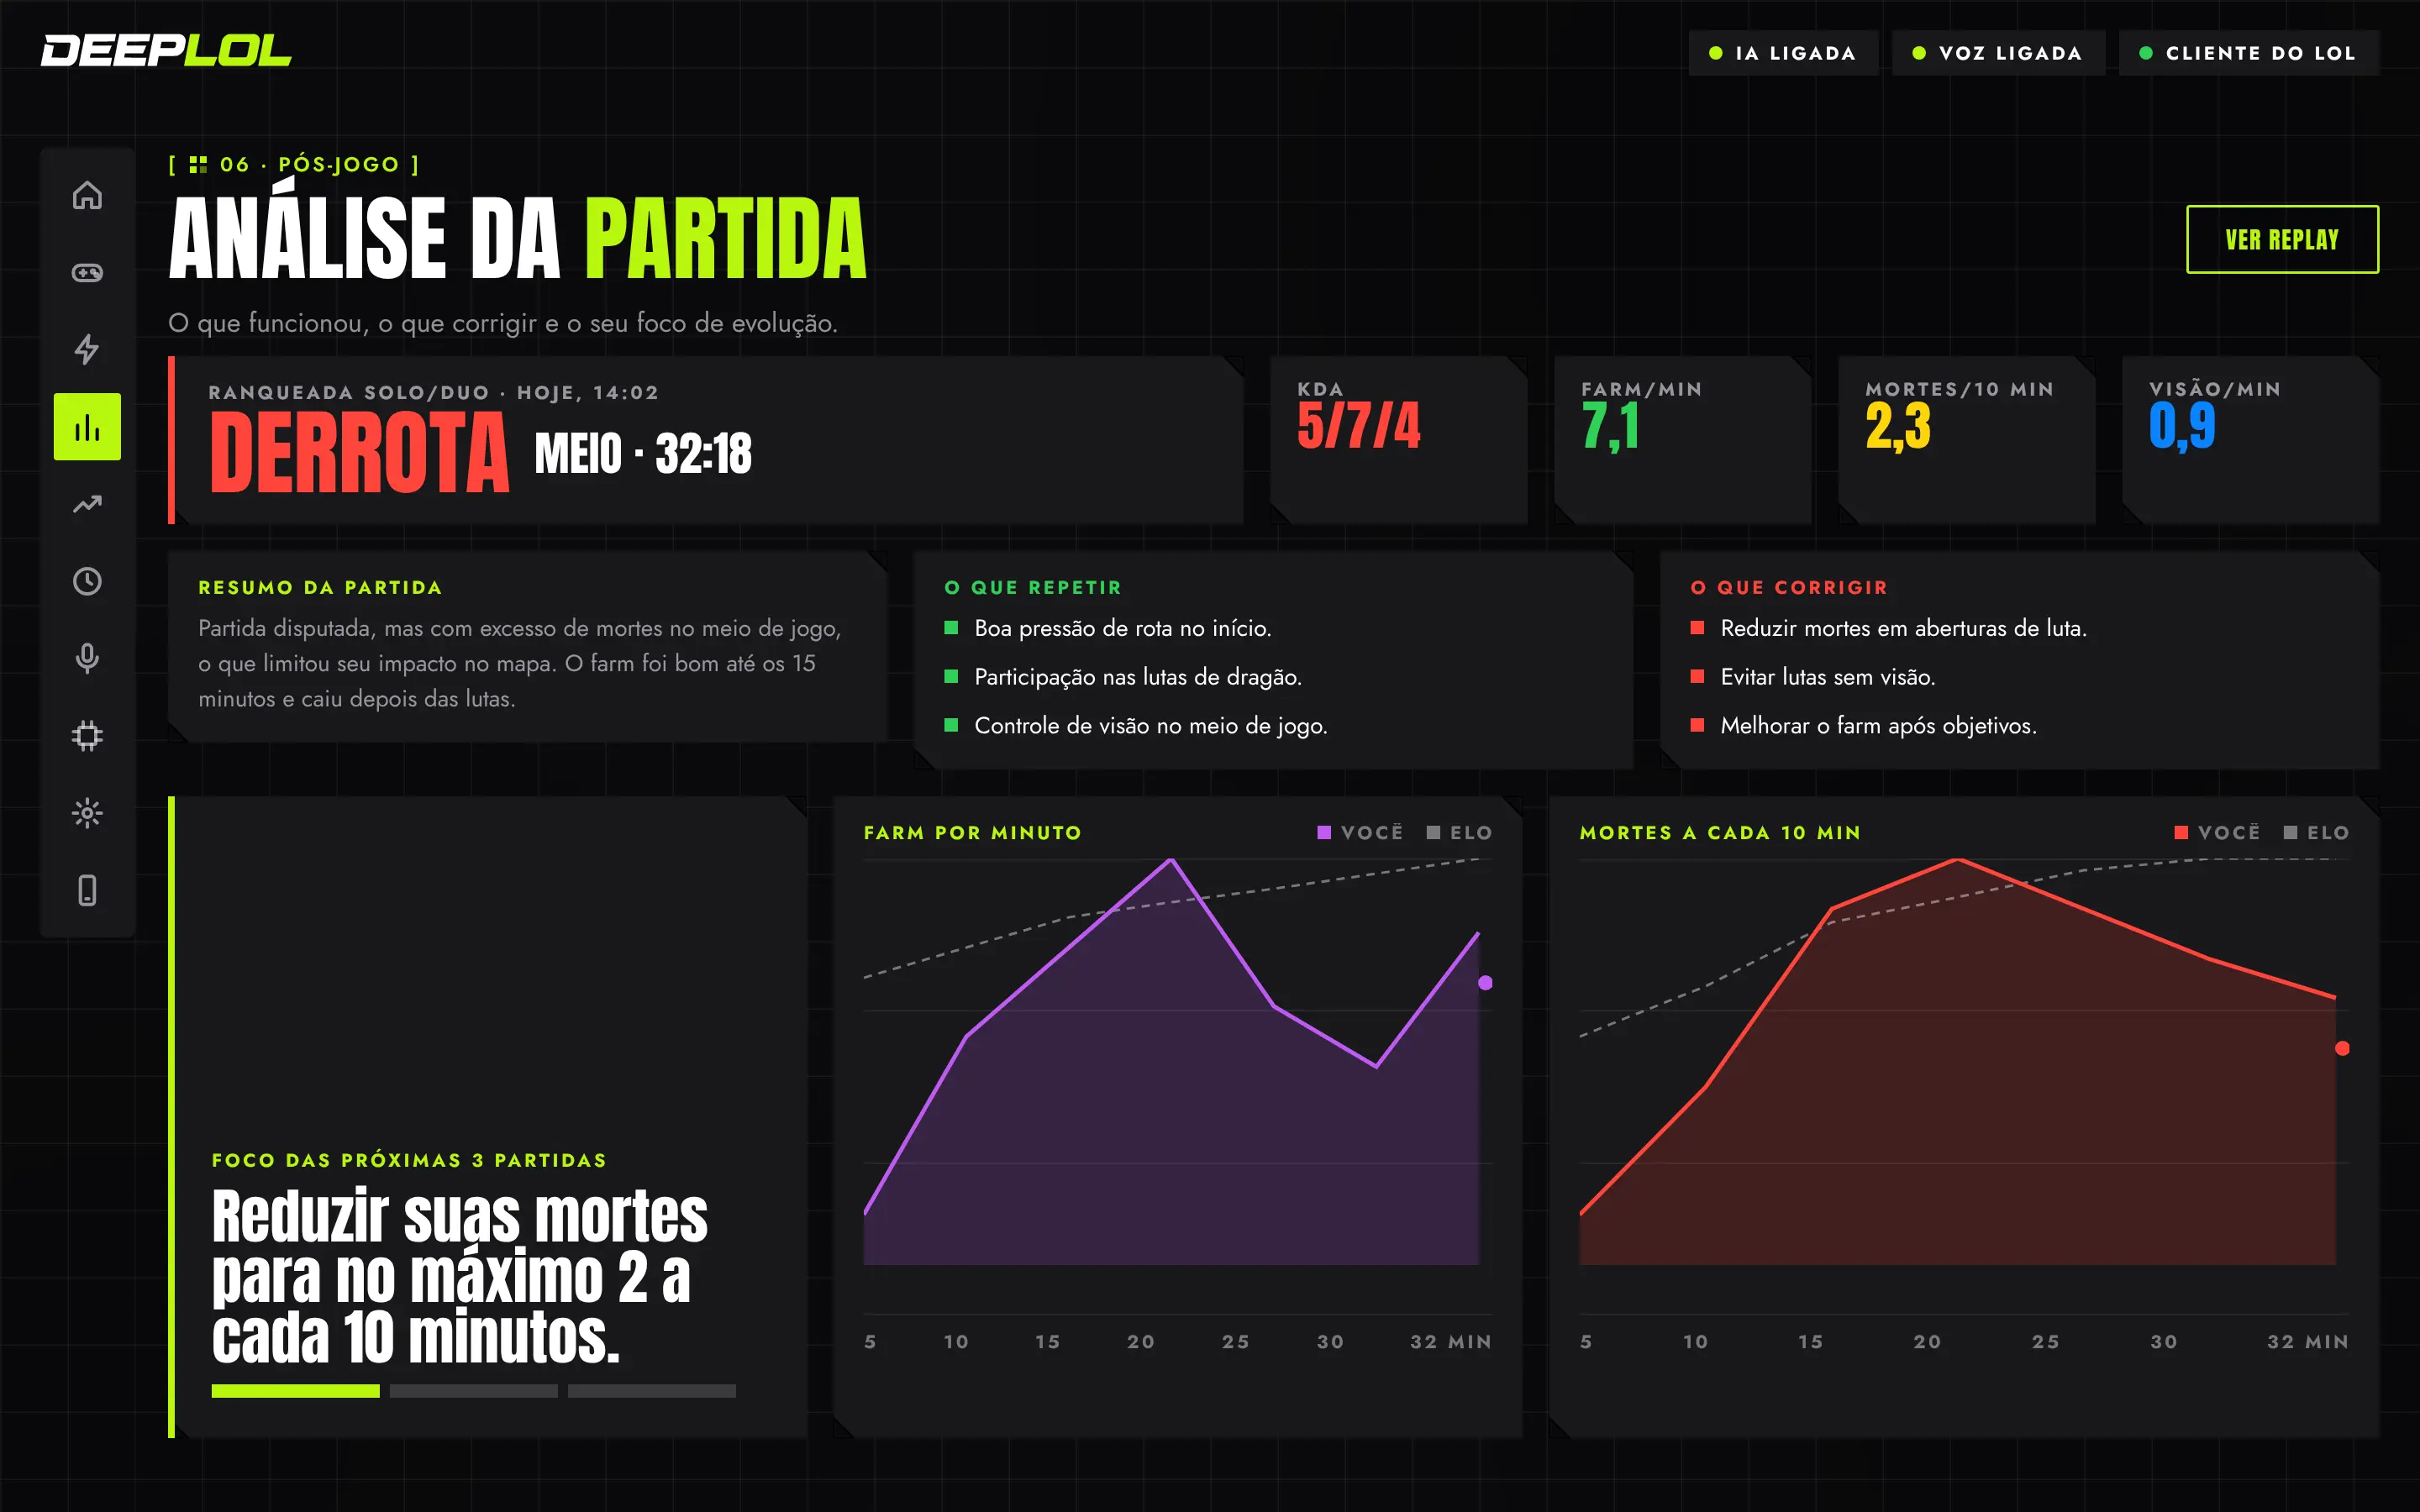 DEEPLOL
IA LIGADA
VOZ LIGADA
CLIENTE DO LOL
[ 06 · PÓS-JOGO ]
ANÁLISE DA PARTIDA
VER REPLAY
O que funcionou, o que corrigir e o seu foco de evolução.
RANQUEADA SOLO/DUO · HOJE, 14:02
DERROTA MEIO · 32:18
KDA
5/7/4
FARM/MIN
7,1
MORTES/10 MIN
2,3
VISÃO/MIN
0,9
RESUMO DA PARTIDA
Partida disputada, mas com excesso de mortes no meio de jogo,
o que limitou seu impacto no mapa. O farm foi bom até os 15
minutos e caiu depois das lutas.
O QUE REPETIR
Boa pressão de rota no início.
Participação nas lutas de dragão.
Controle de visão no meio de jogo.
O QUE CORRIGIR
Reduzir mortes em aberturas de luta.
Evitar lutas sem visão.
Melhorar o farm após objetivos.
FOCO DAS PRÓXIMAS 3 PARTIDAS
Reduzir suas mortes
para no máximo 2 a
cada 10 minutos.
FARM POR MINUTO
VOCÊ ELO
5 10 15 20 25 30 32 MIN
MORTES A CADA 10 MIN
VOCÊ ELO
5 10 15 20 25 30 32 MIN